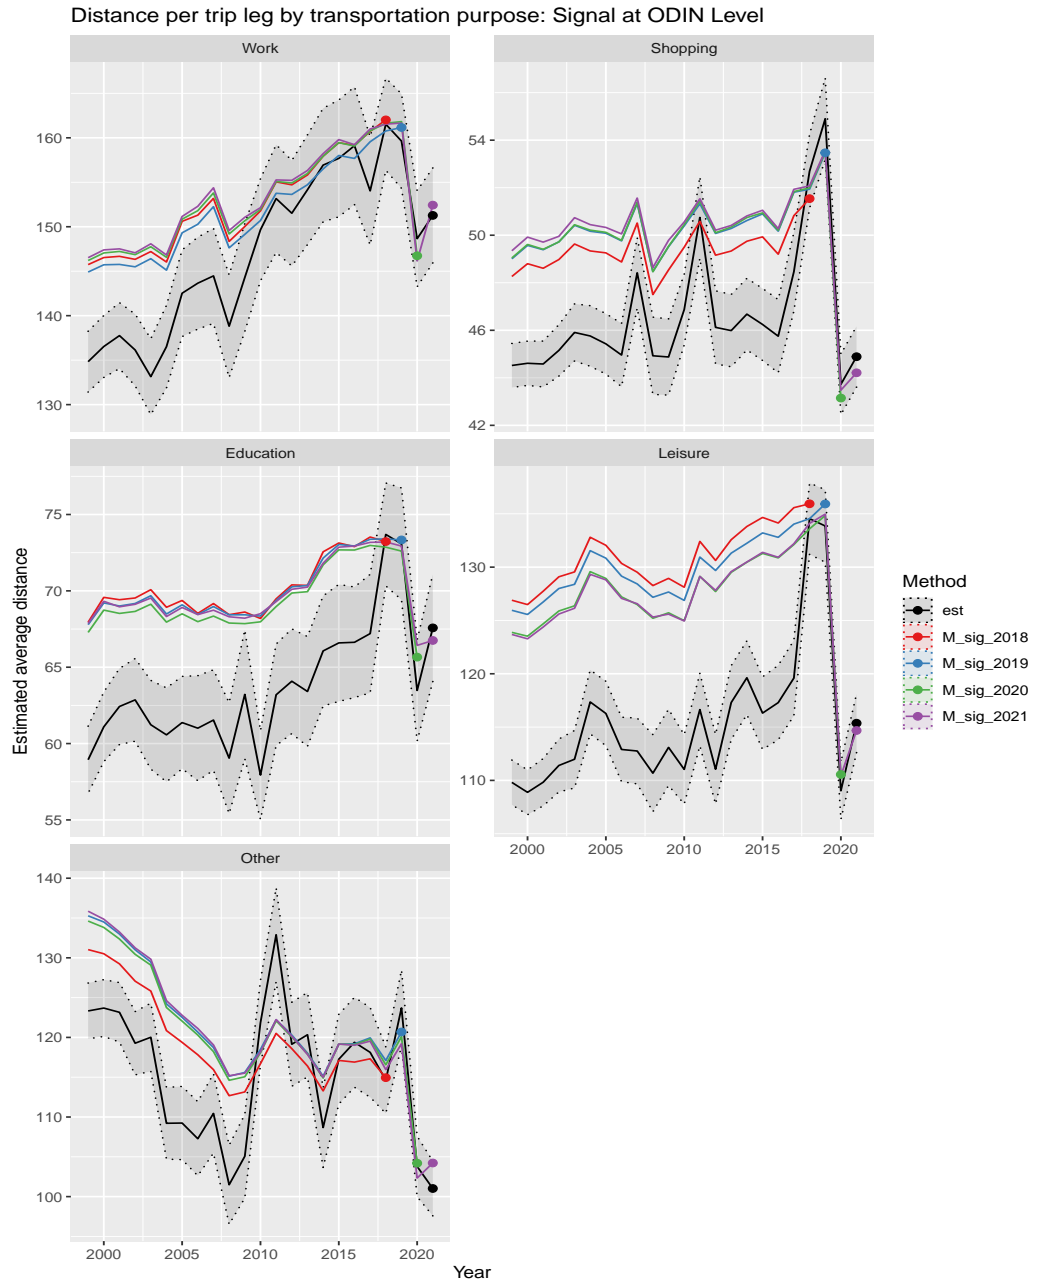 Distance per trip leg by transportation purpose: Signal at ODIN Level
Work
Shopping
160
150
140
130
54
50
46
42
Education
Leisure
75
70
65
60
55
130
120
110
2000 2005 2010 2015 2020
Other
140
130
120
110
100
2000 2005 2010 2015 2020
Year
Estimated average distance
Method
est
M_sig_2018
M_sig_2019
M_sig_2020
M_sig_2021